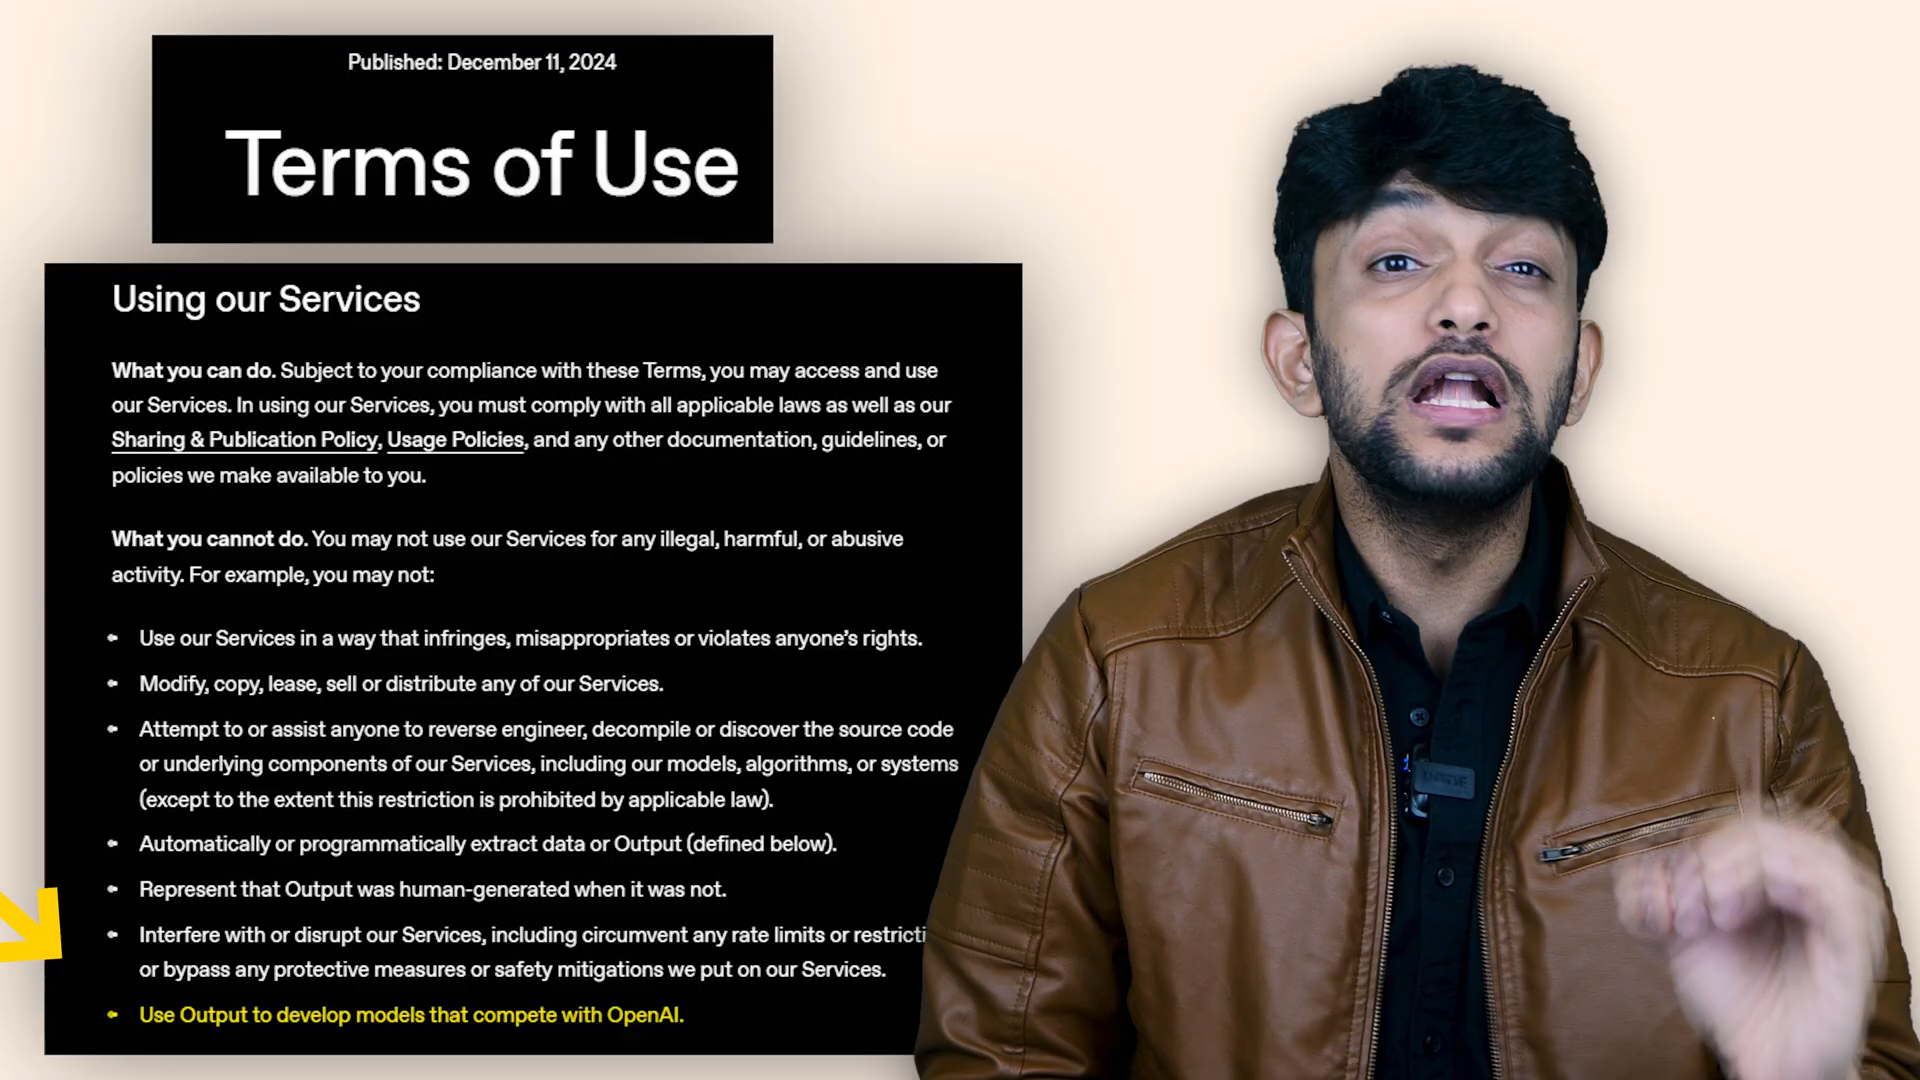 Published: December 11, 2024
Terms of Use
Using our Services
What you can do. Subject to your compliance with these Terms, you may access and use
our Services. In using our Services, you must comply with all applicable laws as well as our
Sharing & Publication Policy, Usage Policies, and any other documentation, guidelines, or
policies we make available to you.
What you cannot do. You may not use our Services for any illegal, harmful, or abusive
activity. For example, you may not:
Use our Services in a way that infringes, misappropriates or violates anyone’s rights.
Modify, copy, lease, sell or distribute any of our Services.
Attempt to or assist anyone to reverse engineer, decompile or discover the source code
or underlying components of our Services, including our models, algorithms, or systems
(except to the extent this restriction is prohibited by applicable law).
Automatically or programmatically extract data or Output (defined below).
Represent that Output was human-generated when it was not.
Interfere with or disrupt our Services, including circumvent any rate limits or restricti
or bypass any protective measures or safety mitigations we put on our Services.
Use Output to develop models that compete with OpenAI.